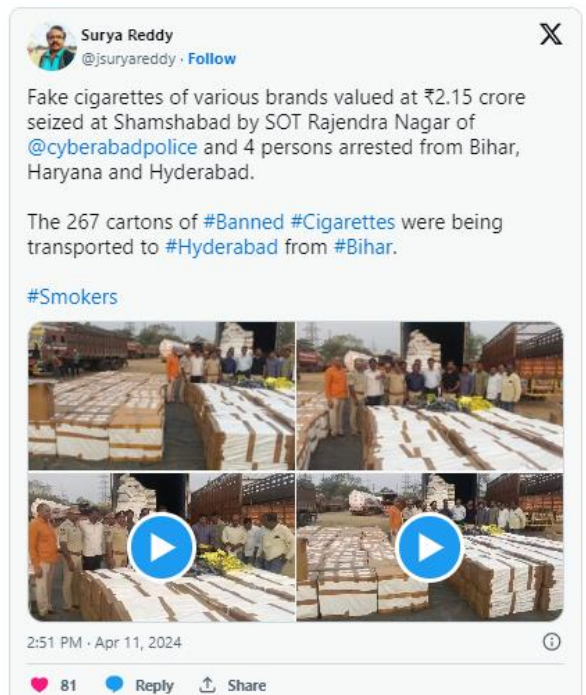 Surya Reddy
@jsuryareddy · Follow
Fake cigarettes of various brands valued at ₹2.15 crore
seized at Shamshabad by SOT Rajendra Nagar of
@cyberabadpolice and 4 persons arrested from Bihar,
Haryana and Hyderabad.
The 267 cartons of #Banned #Cigarettes were being
transported to #Hyderabad from #Bihar.
#Smokers
2:51 PM · Apr 11, 2024
81 Reply Share